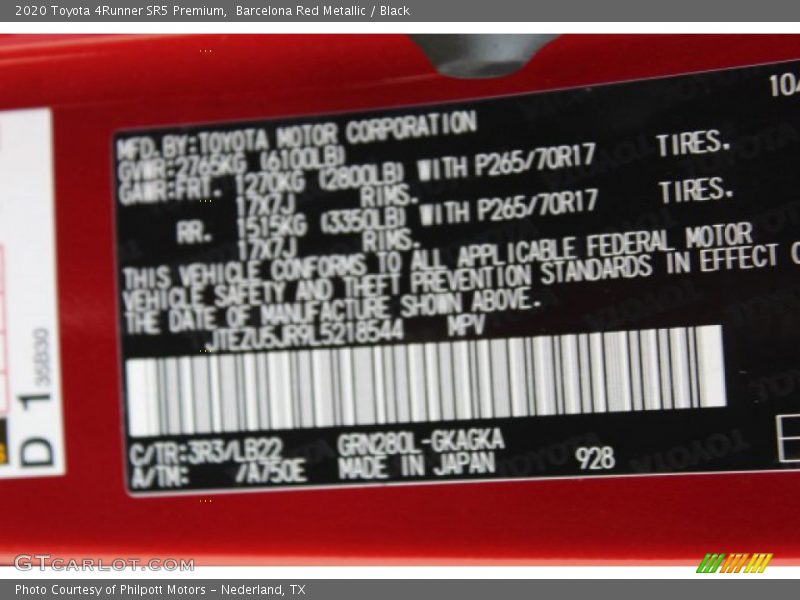 2020 Toyota 4Runner SR5 Premium, Barcelona Red Metallic / Black
10/
MFD.BY:TOYOTA MOTOR CORPORATION
GVWR:2765KG (6100LB)
GAWR:FRT. 1270KG (2800LB) WITH P265/70R17 TIRES.
17X7J RIMS.
RR. 1515KG (3350LB) WITH P265/70R17 TIRES.
17X7J RIMS.
THIS VEHICLE CONFORMS TO ALL APPLICABLE FEDERAL MOTOR
VEHICLE SAFETY AND THEFT PREVENTION STANDARDS IN EFFECT O
THE DATE OF MANUFACTURE SHOWN ABOVE.
JTEZU5JR9L5218544 MPV
C/TR:3R3/LB22 GRN280L-GKAGKA
A/TM: /A750E MADE IN JAPAN 928
D 1 35B30
GTCARLOT.COM
Photo Courtesy of Philpott Motors - Nederland, TX